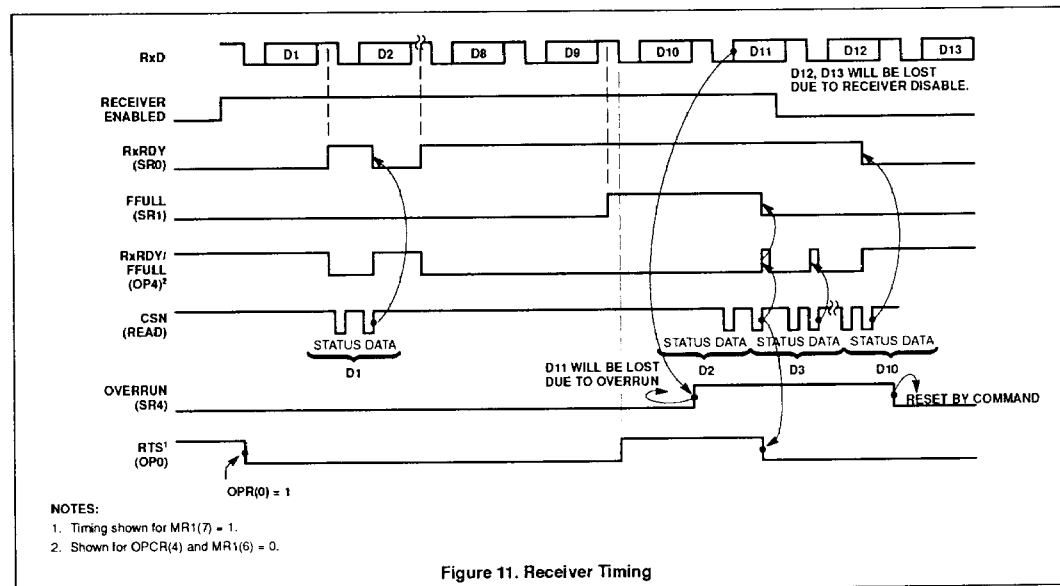 RxD
D1 D2 D8 D9 D10 D11 D12 D13
D12, D13 WILL BE LOST
DUE TO RECEIVER DISABLE.
RECEIVER
ENABLED
RxRDY
(SR0)
FFULL
(SR1)
RxRDY/
FFULL
(OP4)²
CSN
(READ)
STATUS DATA
D1
STATUS DATA STATUS DATA STATUS DATA
D2 D3 D10
D11 WILL BE LOST
DUE TO OVERRUN
OVERRUN
(SR4)
RESET BY COMMAND
RTS¹
(OP0)
OPR(0) = 1
NOTES:
1. Timing shown for MR1(7) = 1.
2. Shown for OPCR(4) and MR1(6) = 0.
Figure 11. Receiver Timing